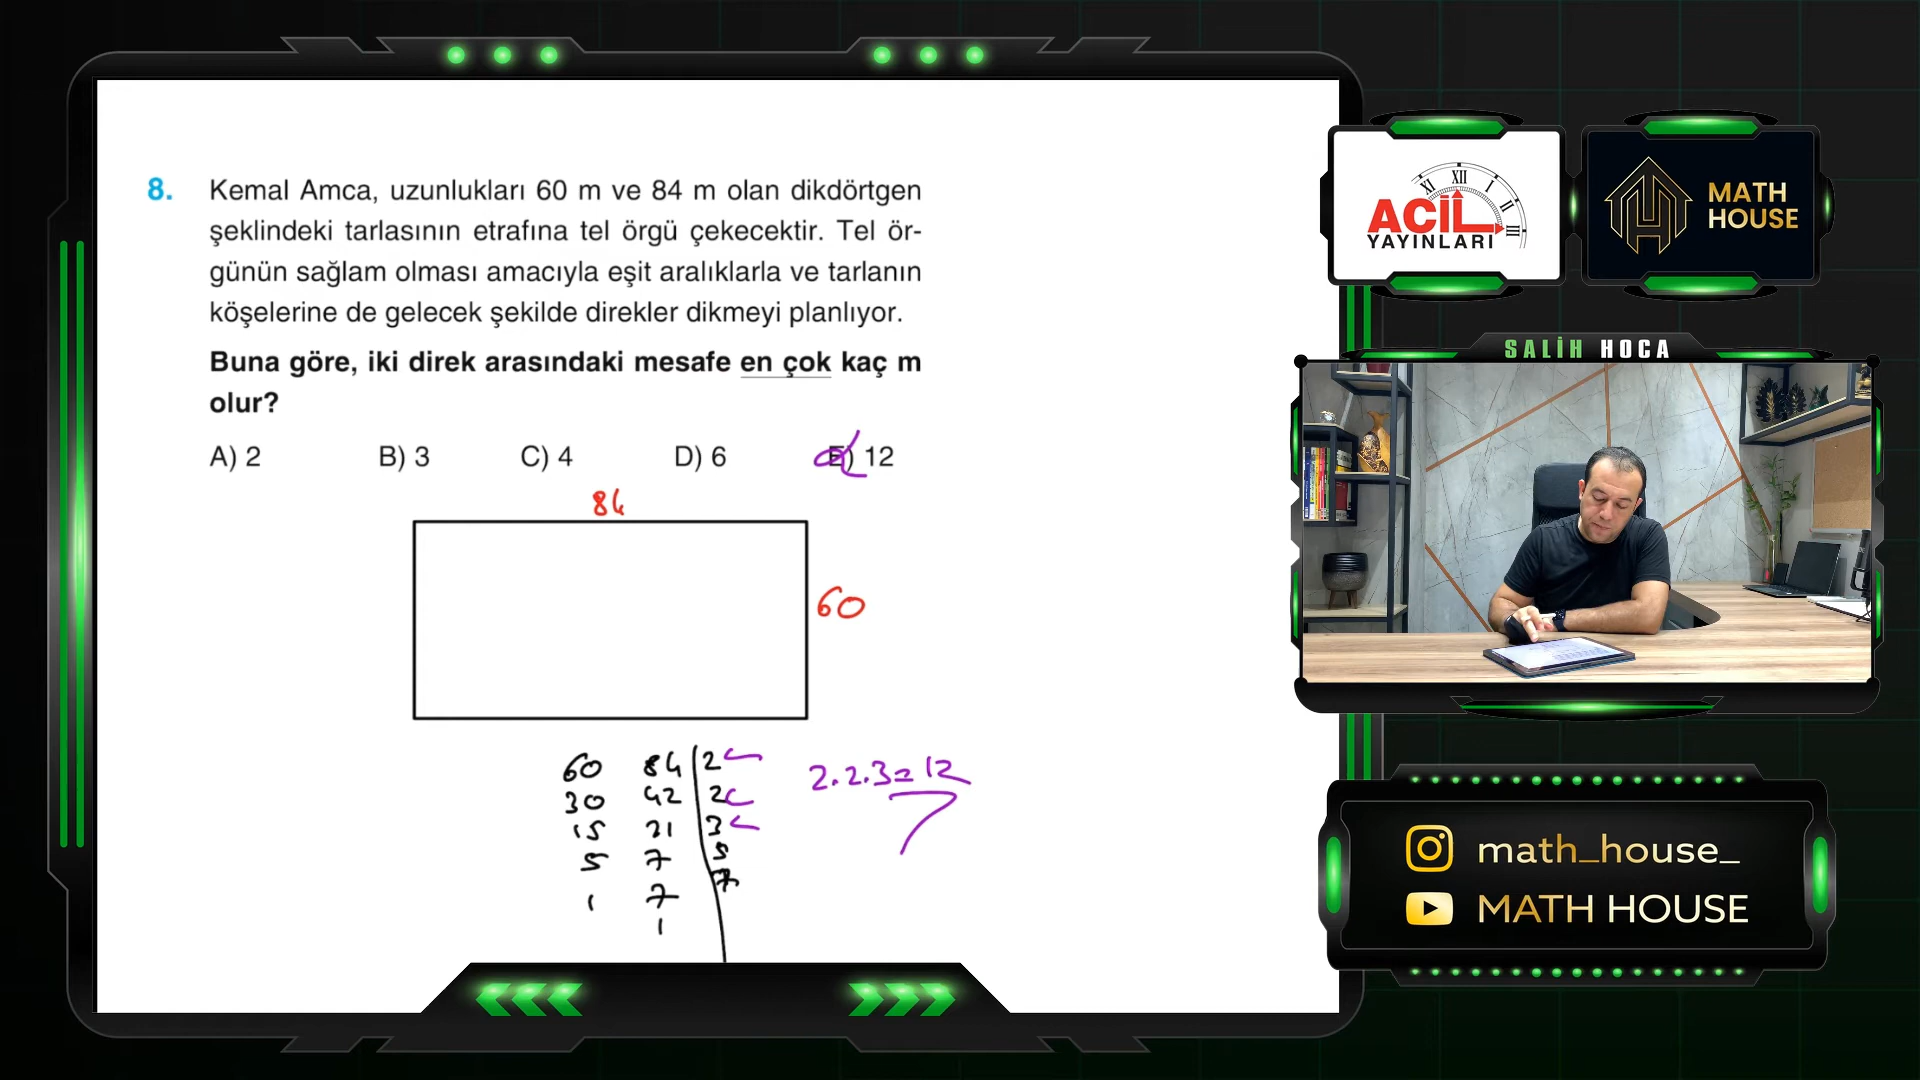 8. Kemal Amca, uzunlukları 60 m ve 84 m olan dikdörtgen
şeklindeki tarlasının etrafına tel örgü çekecektir. Tel ör-
günün sağlam olması amacıyla eşit aralıklarla ve tarlanın
köşelerine de gelecek şekilde direkler dikmeyi planlıyor.
Buna göre, iki direk arasındaki mesafe en çok kaç m
olur?
A) 2 B) 3 C) 4 D) 6 E) 12
84
60
60 84 2
30 42 2
15 21 3
5 7 5
1 7 7
1
2.2.3=12
XI XII I II III
ACİL
YAYINLARI
MATH
HOUSE
SALİH HOCA
math_house_
MATH HOUSE